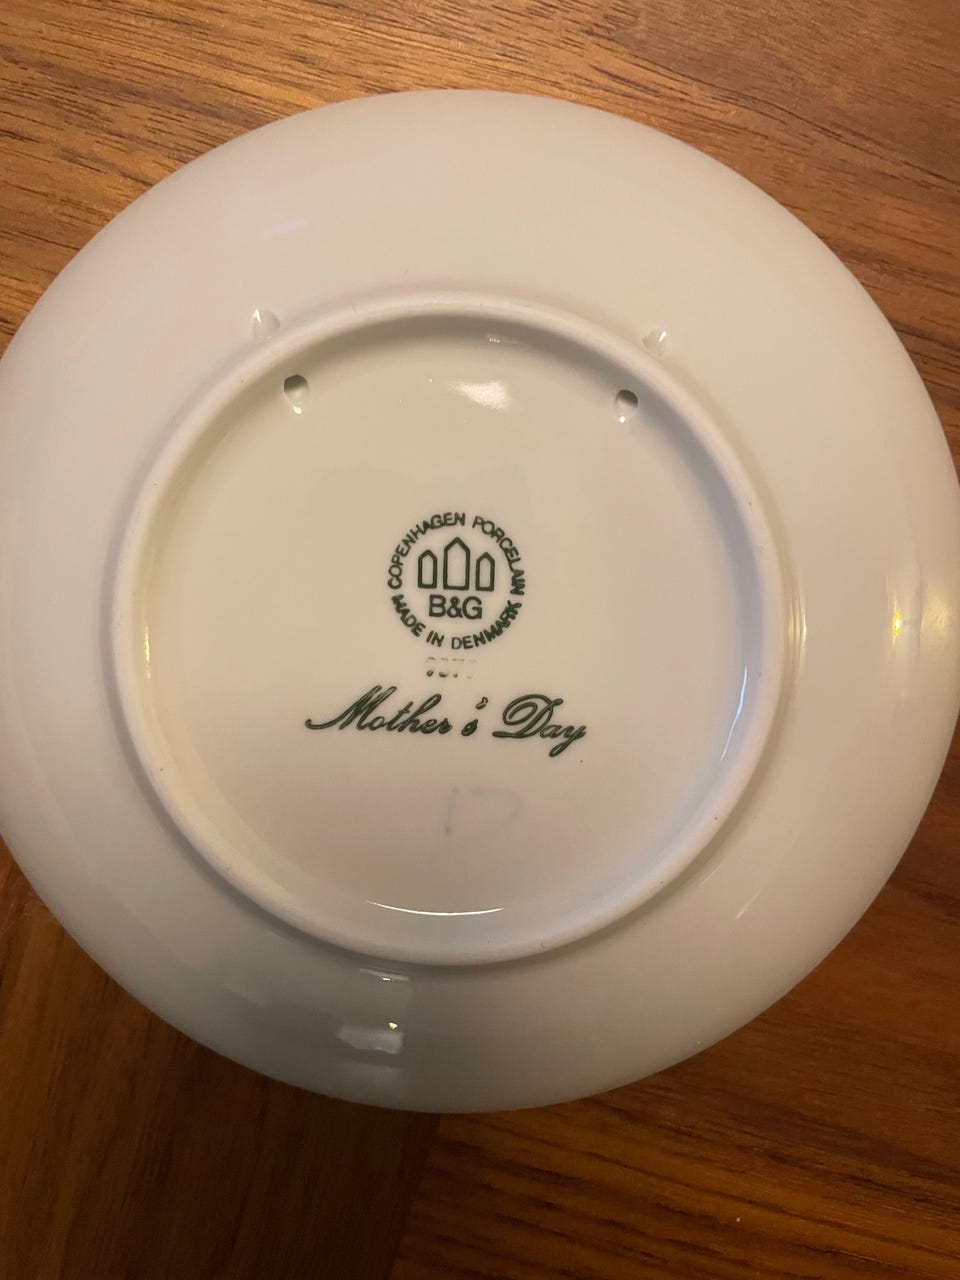 COPENHAGEN PORCELAIN
B&G
MADE IN DENMARK
Mother's Day